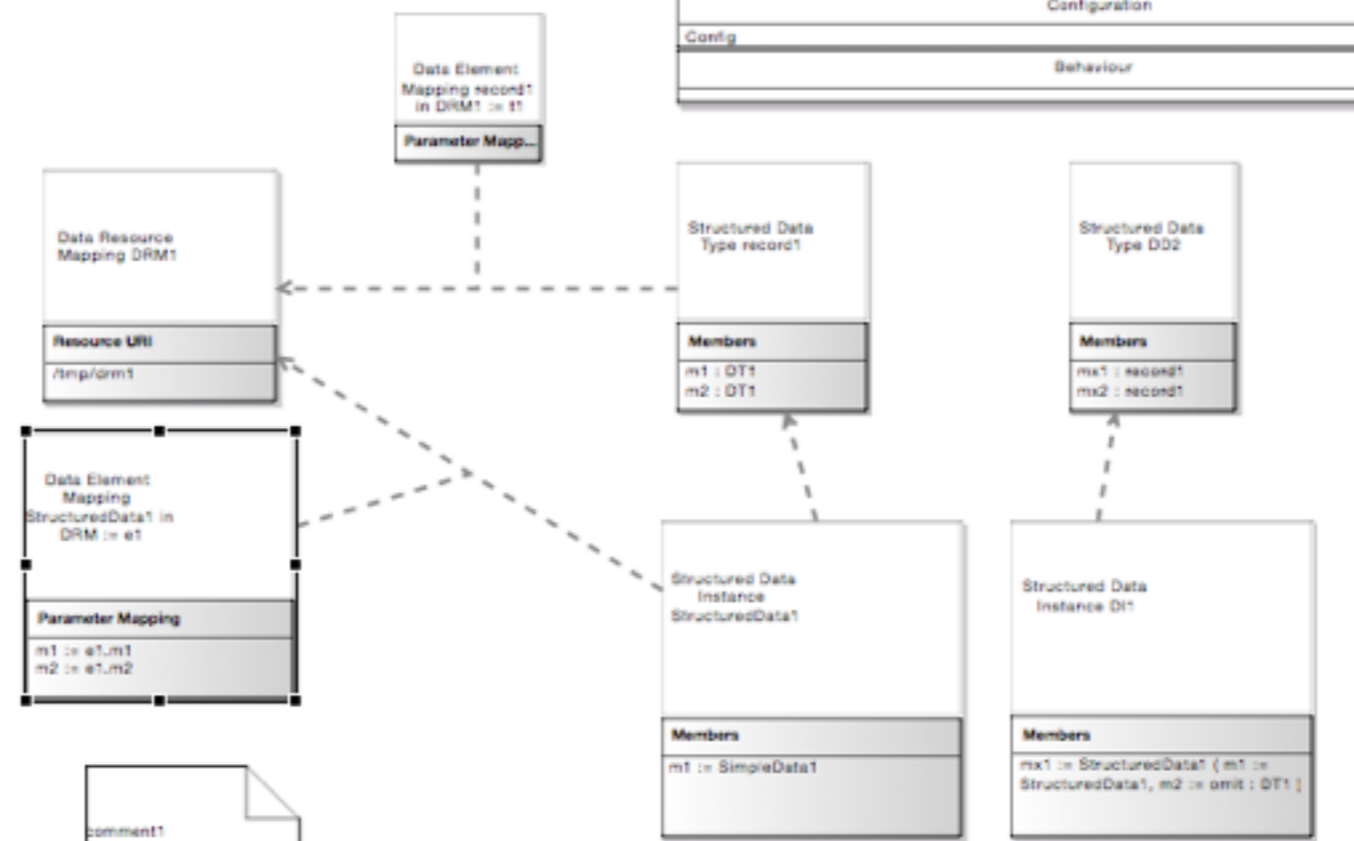 Configuration
Config
Behaviour
Data Element
Mapping record1
in DRM1 := t1
Parameter Mapp...
Data Resource
Mapping DRM1
Resource URI
/tmp/drm1
Structured Data
Type record1
Members
m1 : DT1
m2 : DT1
Structured Data
Type DD2
Members
mx1 : record1
mx2 : record1
Data Element
Mapping
StructuredData1 in
DRM := e1
Parameter Mapping
m1 := e1.m1
m2 := e1.m2
Structured Data
Instance
StructuredData1
Members
m1 := SimpleData1
Structured Data
Instance DI1
Members
mx1 := StructuredData1 ( m1 :=
StructuredData1, m2 := omit : DT1 )
comment1